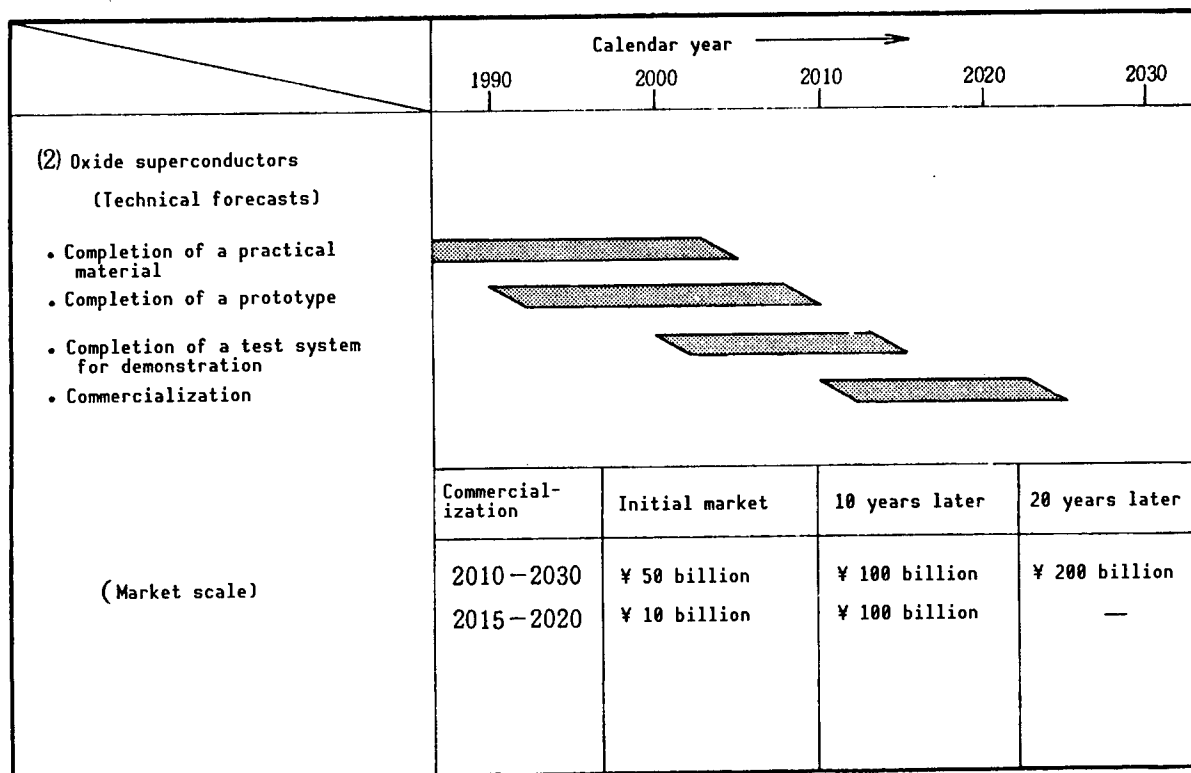 Calendar year
1990 2000 2010 2020 2030
(2) Oxide superconductors
(Technical forecasts)
• Completion of a practical
material
• Completion of a prototype
• Completion of a test system
for demonstration
• Commercialization
Commercial-
ization
Initial market
10 years later
20 years later
(Market scale)
2010-2030 ¥ 50 billion ¥ 100 billion ¥ 200 billion
2015-2020 ¥ 10 billion ¥ 100 billion —